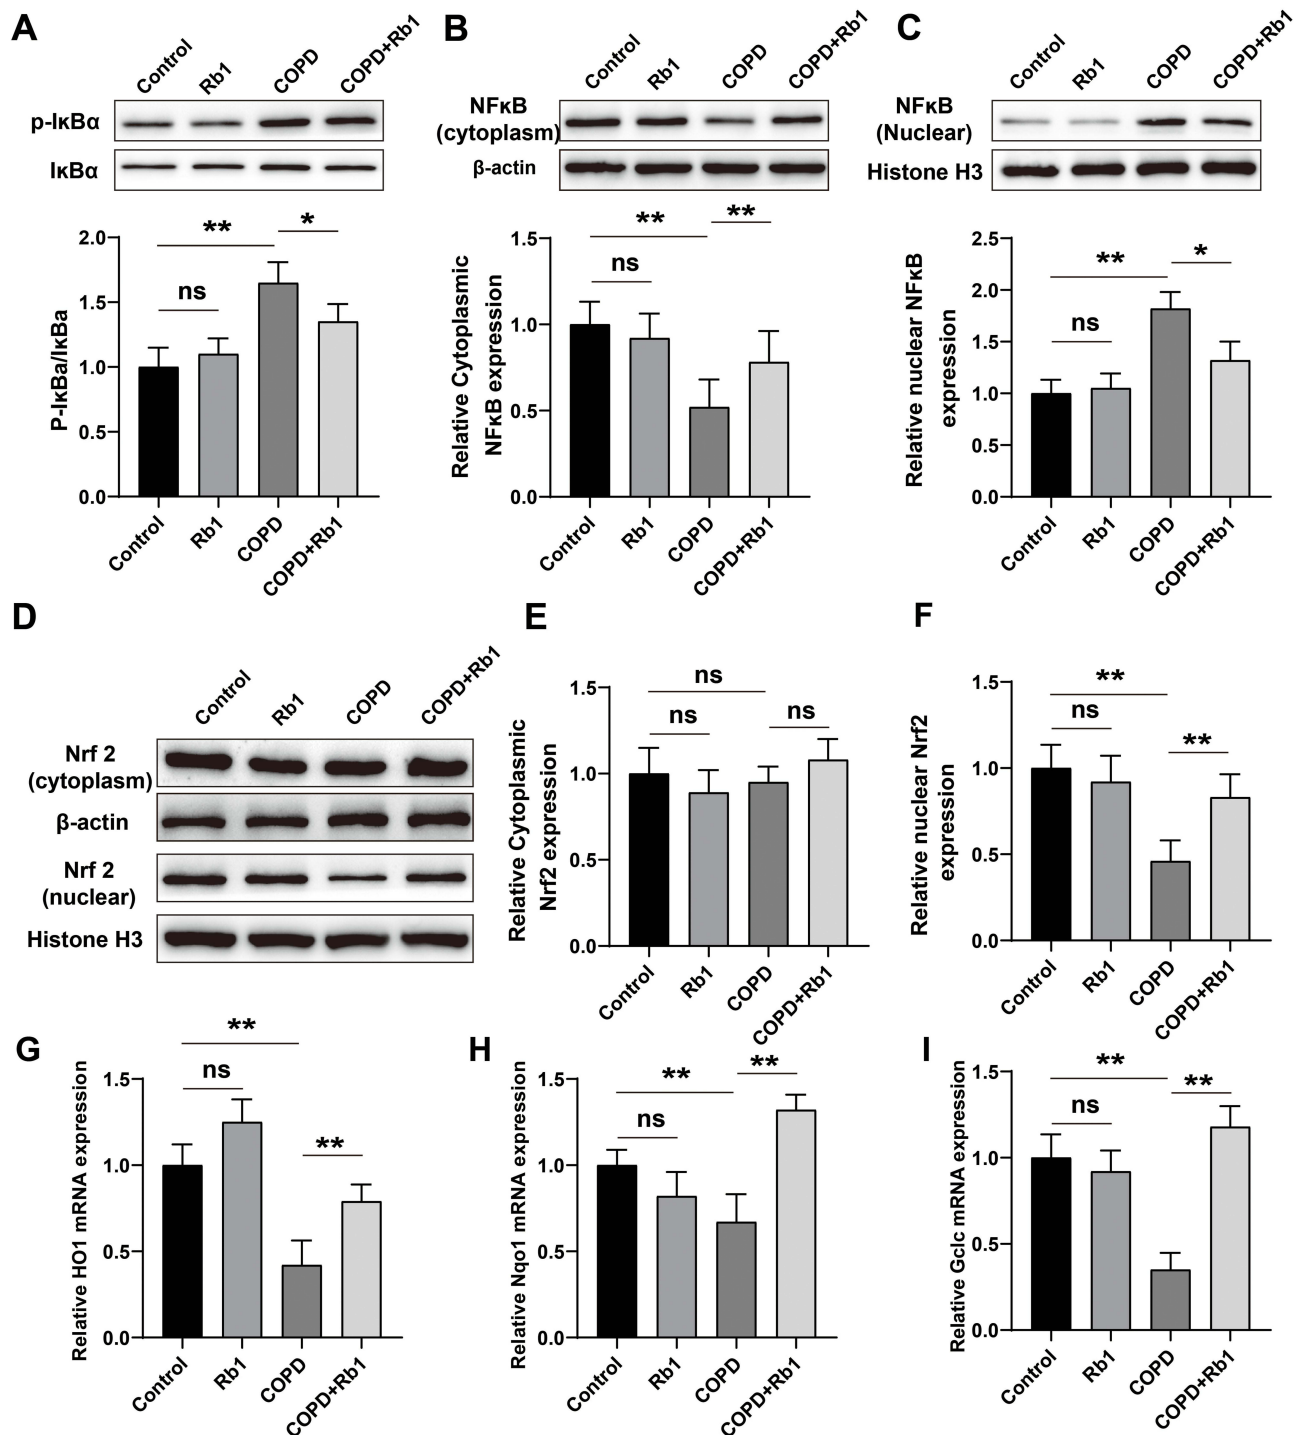 A
Control
Rb1
COPD
COPD+Rb1
p-IκBα
IκBα
** *
ns
P-IκBa/IκBa
2.0
1.5
1.0
0.5
0.0
Control
Rb1
COPD
COPD+Rb1
B
Control
Rb1
COPD
COPD+Rb1
NFκB
(cytoplasm)
β-actin
** **
ns
Relative Cytoplasmic
NFκB expression
1.5
1.0
0.5
0.0
Control
Rb1
COPD
COPD+Rb1
C
Control
Rb1
COPD
COPD+Rb1
NFκB
(Nuclear)
Histone H3
** *
ns
Relative nuclear NFκB
expression
2.5
2.0
1.5
1.0
0.5
0.0
Control
Rb1
COPD
COPD+Rb1
D
Control
Rb1
COPD
COPD+Rb1
Nrf 2
(cytoplasm)
β-actin
Nrf 2
(nuclear)
Histone H3
E
ns
ns ns
Relative Cytoplasmic
Nrf2 expression
1.5
1.0
0.5
0.0
Control
Rb1
COPD
COPD+Rb1
F
**
ns **
Relative nuclear Nrf2
expression
1.5
1.0
0.5
0.0
Control
Rb1
COPD
COPD+Rb1
G
**
ns
**
Relative HO1 mRNA expression
1.5
1.0
0.5
0.0
Control
Rb1
COPD
COPD+Rb1
H
** **
ns
Relative Nqo1 mRNA expression
1.5
1.0
0.5
0.0
Control
Rb1
COPD
COPD+Rb1
I
** **
ns
Relative Gclc mRNA expression
1.5
1.0
0.5
0.0
Control
Rb1
COPD
COPD+Rb1